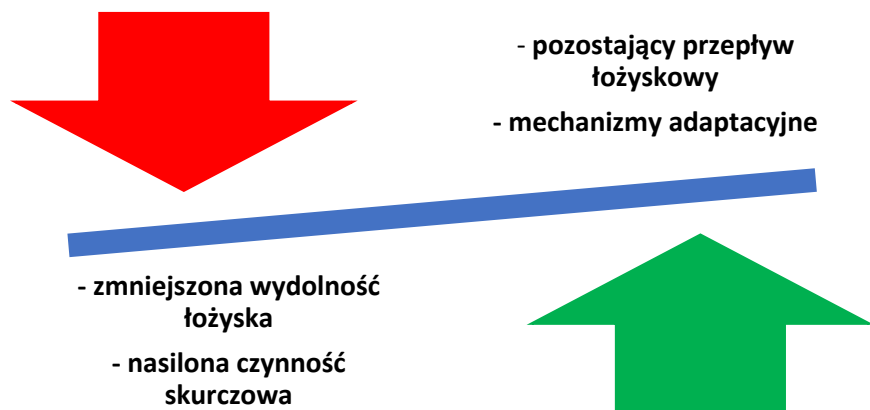 - pozostający przepływ
łożyskowy
- mechanizmy adaptacyjne
- zmniejszona wydolność
łożyska
- nasilona czynność
skurczowa